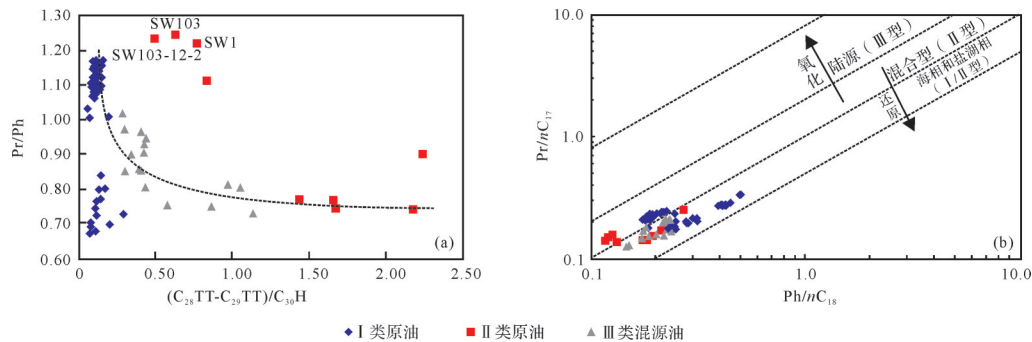 1.30
1.20
1.10
1.00
0.90
0.80
0.70
0.60
Pr/Ph
SW103
SW103-12-2
SW1
(a)
0 0.50 1.00 1.50 2.00 2.50
(C₂₈TT-C₂₉TT)/C₃₀H
10.0
1.0
0.1
Pr/nC₁₇
氧化
陆源(Ⅲ型)
混合型(Ⅱ型)
海相和盐湖相
(Ⅰ/Ⅱ型)
还原
(b)
0.1 1.0 10.0
Ph/nC₁₈
Ⅰ类原油 Ⅱ类原油 Ⅲ类混源油